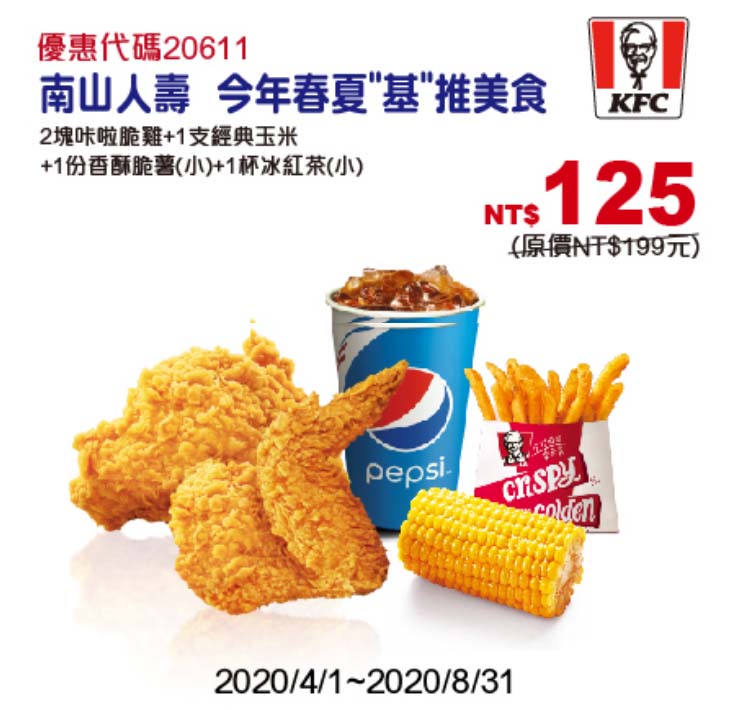 優惠代碼20611
南山人壽 今年春夏"基"推美食
KFC
2塊咔啦脆雞+1支經典玉米
+1份香酥脆薯(小)+1杯冰紅茶(小)
NT$125
(原價NT$199元)
pepsi
crispy
golden
2020/4/1~2020/8/31